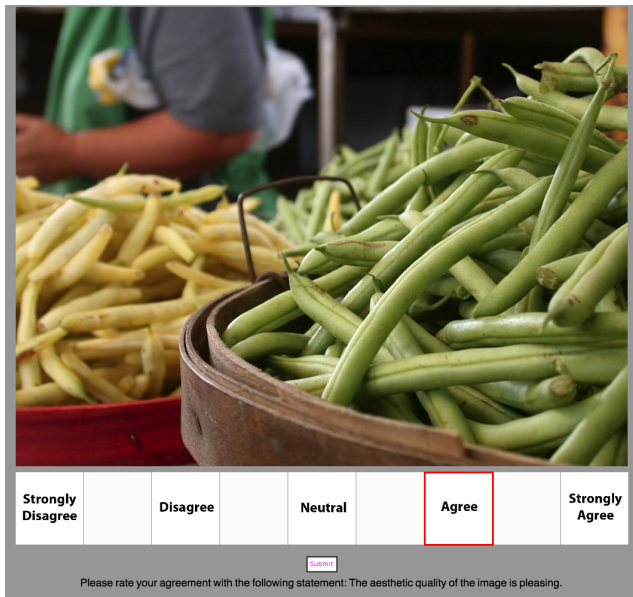 Strongly
Disagree
Disagree
Neutral
Agree
Strongly
Agree
Submit
Please rate your agreement with the following statement: The aesthetic quality of the image is pleasing.